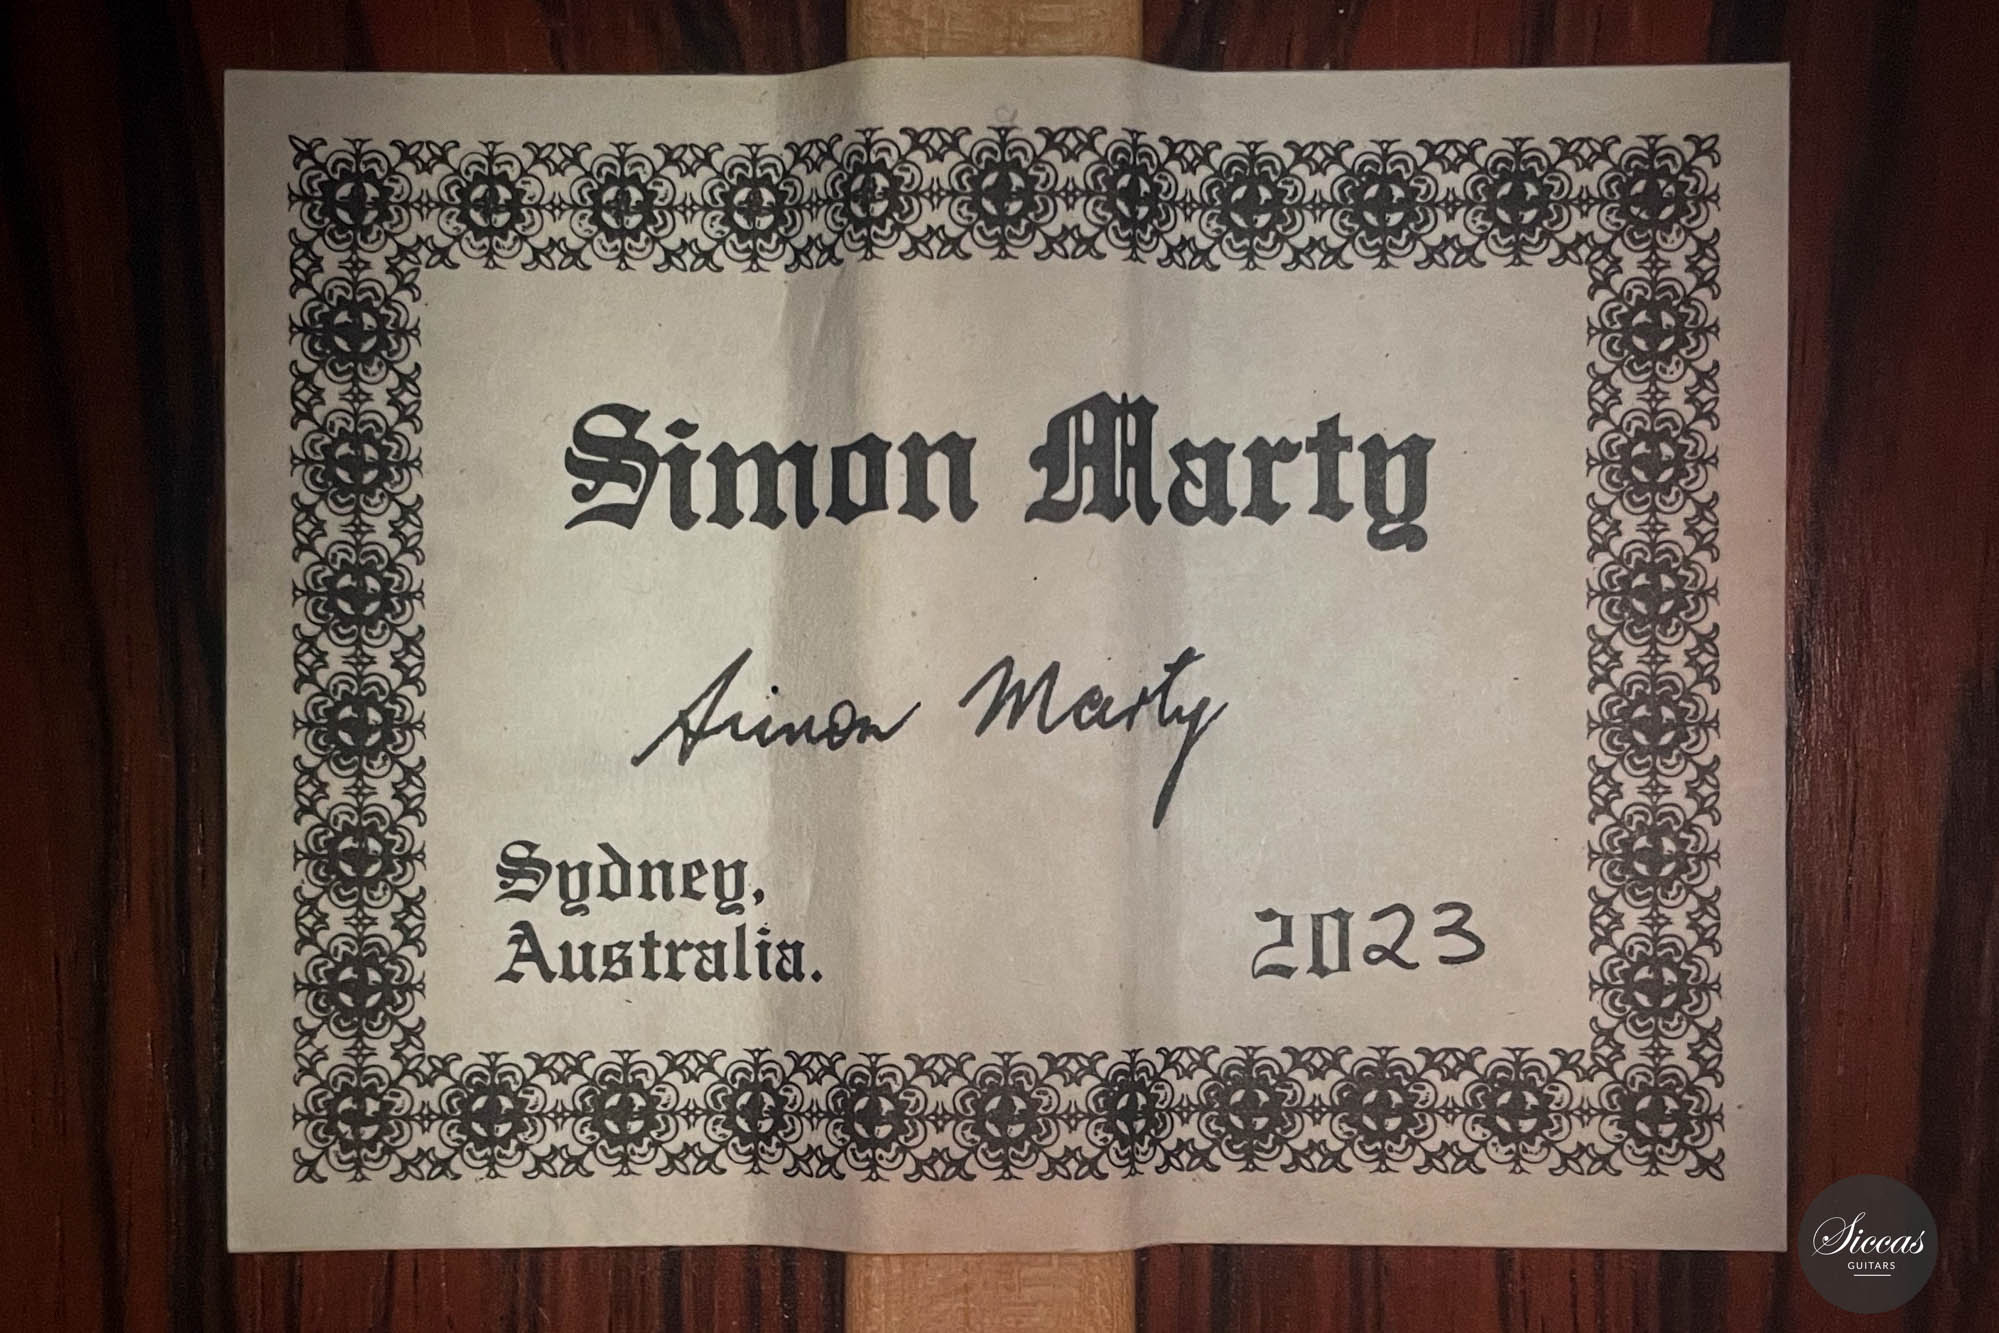 Simon Marty
Simon Marty
Sydney,
Australia.
2023
Siccas
GUITARS